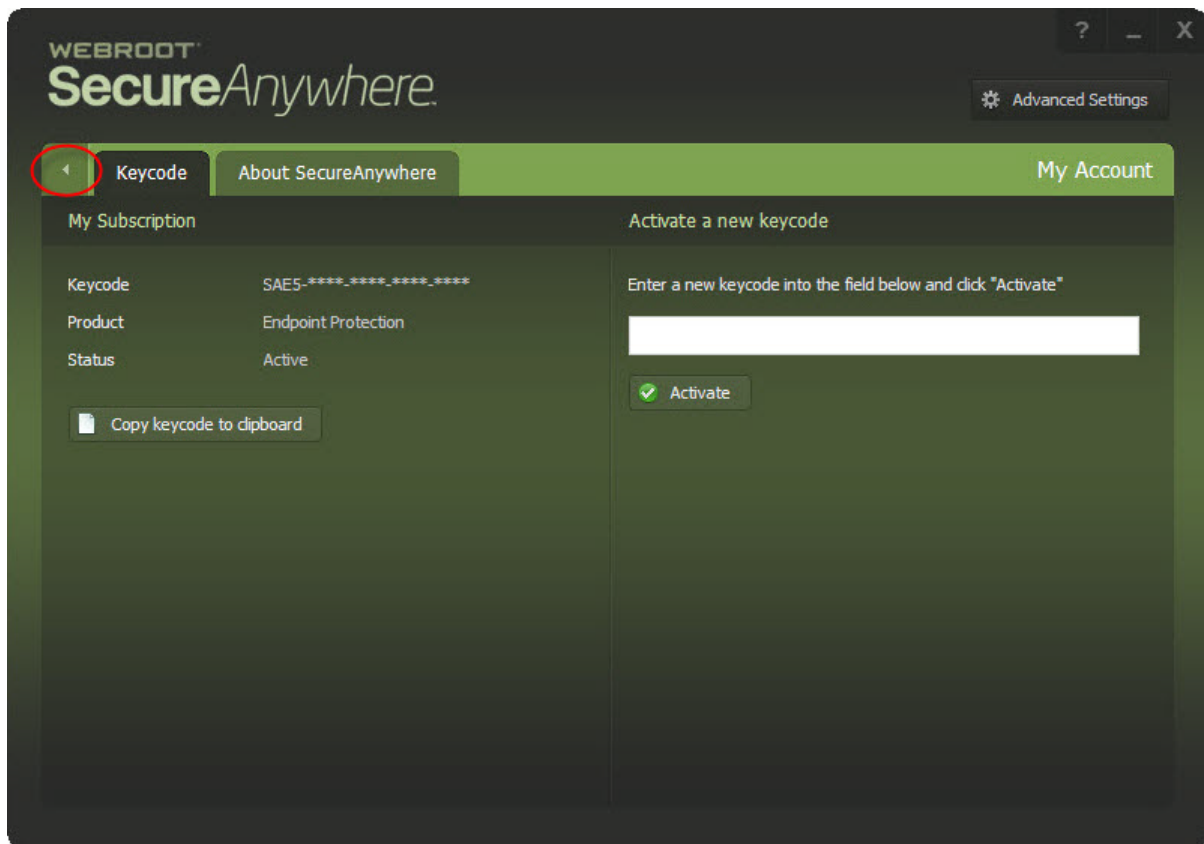 ? _ X
WEBROOT
SecureAnywhere™
Advanced Settings
Keycode About SecureAnywhere My Account
My Subscription
Activate a new keycode
Keycode SAE5-****-****-****-****
Product Endpoint Protection
Status Active
Copy keycode to clipboard
Enter a new keycode into the field below and click "Activate"
Activate